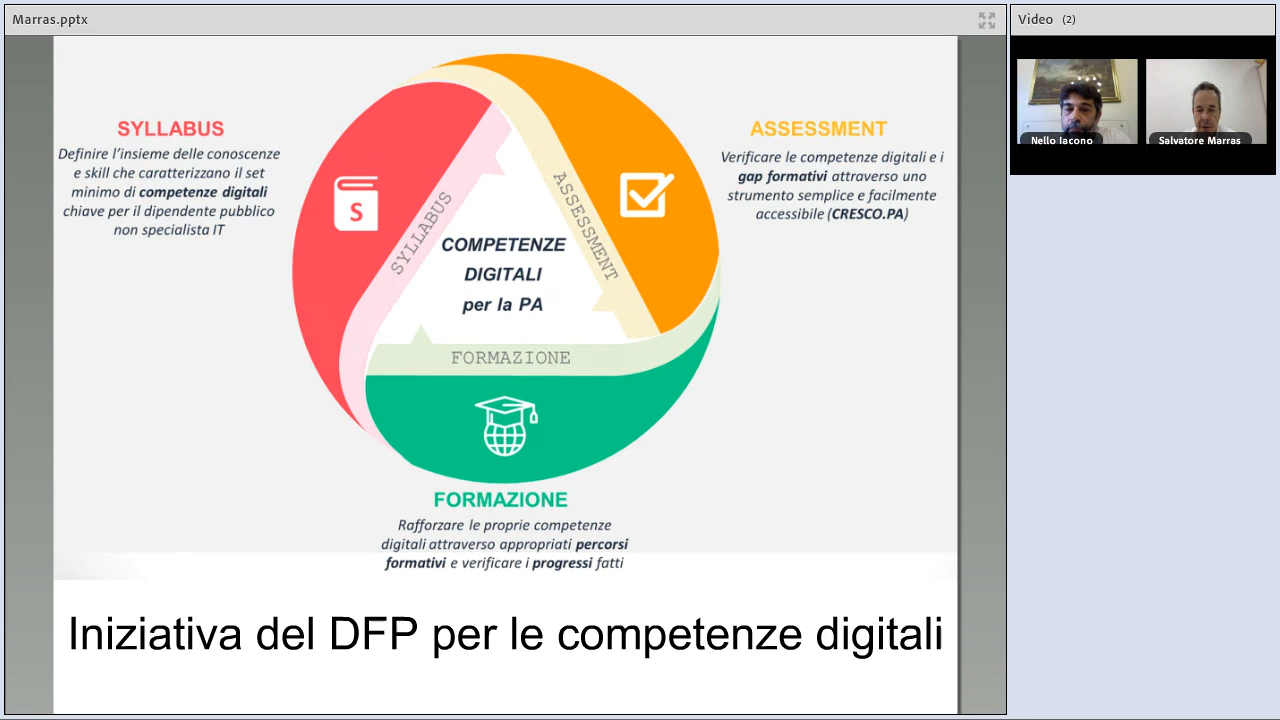 Marras.pptx
Video (2)
Nello Iacono
Salvatore Marras
SYLLABUS
Definire l'insieme delle conoscenze
e skill che caratterizzano il set
minimo di competenze digitali
chiave per il dipendente pubblico
non specialista IT
ASSESSMENT
Verificare le competenze digitali e i
gap formativi attraverso uno
strumento semplice e facilmente
accessibile (CRESCO.PA)
S
SYLLABUS
ASSESSMENT
COMPETENZE
DIGITALI
per la PA
FORMAZIONE
FORMAZIONE
Rafforzare le proprie competenze
digitali attraverso appropriati percorsi
formativi e verificare i progressi fatti
Iniziativa del DFP per le competenze digitali